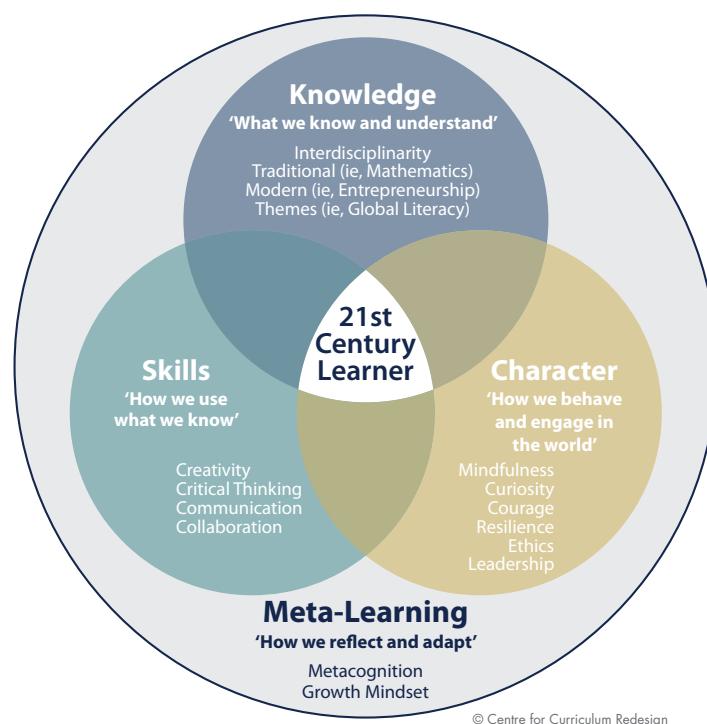 Knowledge
‘What we know and understand’
Interdisciplinarity
Traditional (ie, Mathematics)
Modern (ie, Entrepreneurship)
Themes (ie, Global Literacy)
21st
Century
Learner
Skills
‘How we use
what we know’
Creativity
Critical Thinking
Communication
Collaboration
Character
‘How we behave
and engage in
the world’
Mindfulness
Curiosity
Courage
Resilience
Ethics
Leadership
Meta-Learning
‘How we reflect and adapt’
Metacognition
Growth Mindset
© Centre for Curriculum Redesign